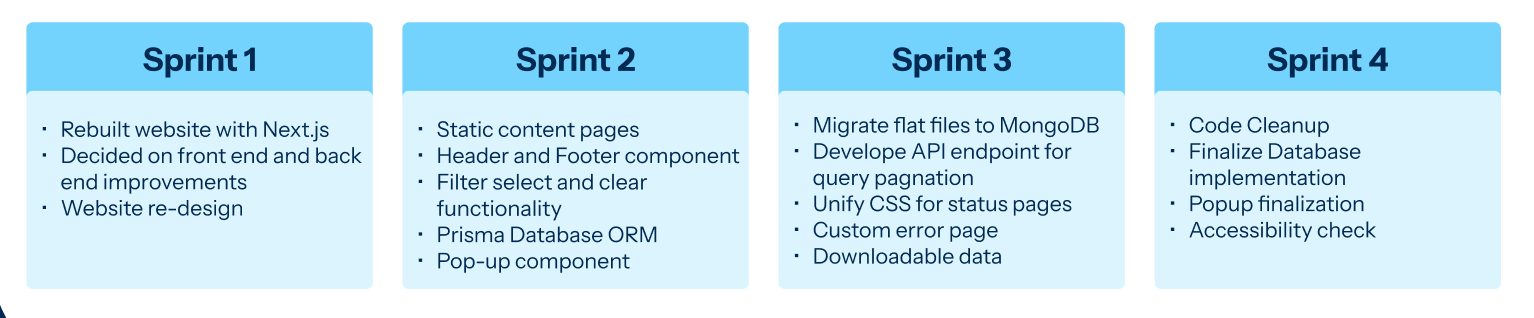 Sprint 1
· Rebuilt website with Next.js
· Decided on front end and back
end improvements
· Website re-design
Sprint 2
· Static content pages
· Header and Footer component
· Filter select and clear
functionality
· Prisma Database ORM
· Pop-up component
Sprint 3
· Migrate flat files to MongoDB
· Develope API endpoint for
query pagnation
· Unify CSS for status pages
· Custom error page
· Downloadable data
Sprint 4
· Code Cleanup
· Finalize Database
implementation
· Popup finalization
· Accessibility check